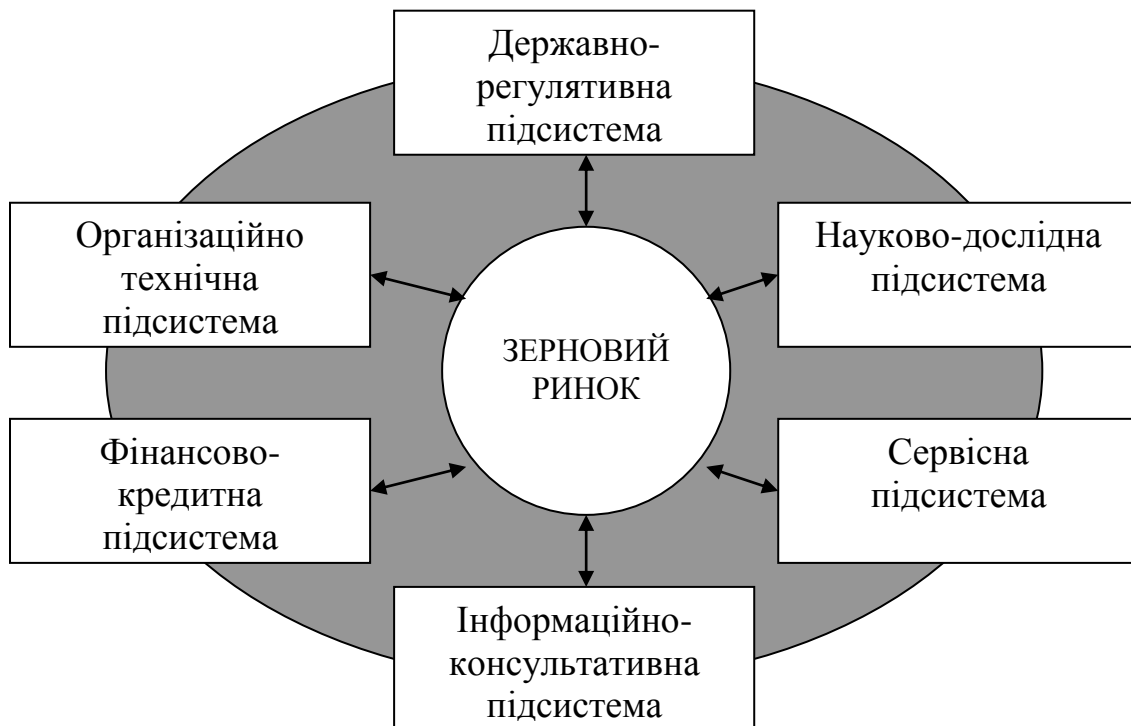 Державно-
регулятивна
підсистема
Організаційно
технічна
підсистема
Науково-дослідна
підсистема
ЗЕРНОВИЙ
РИНОК
Фінансово-
кредитна
підсистема
Сервісна
підсистема
Інформаційно-
консультативна
підсистема